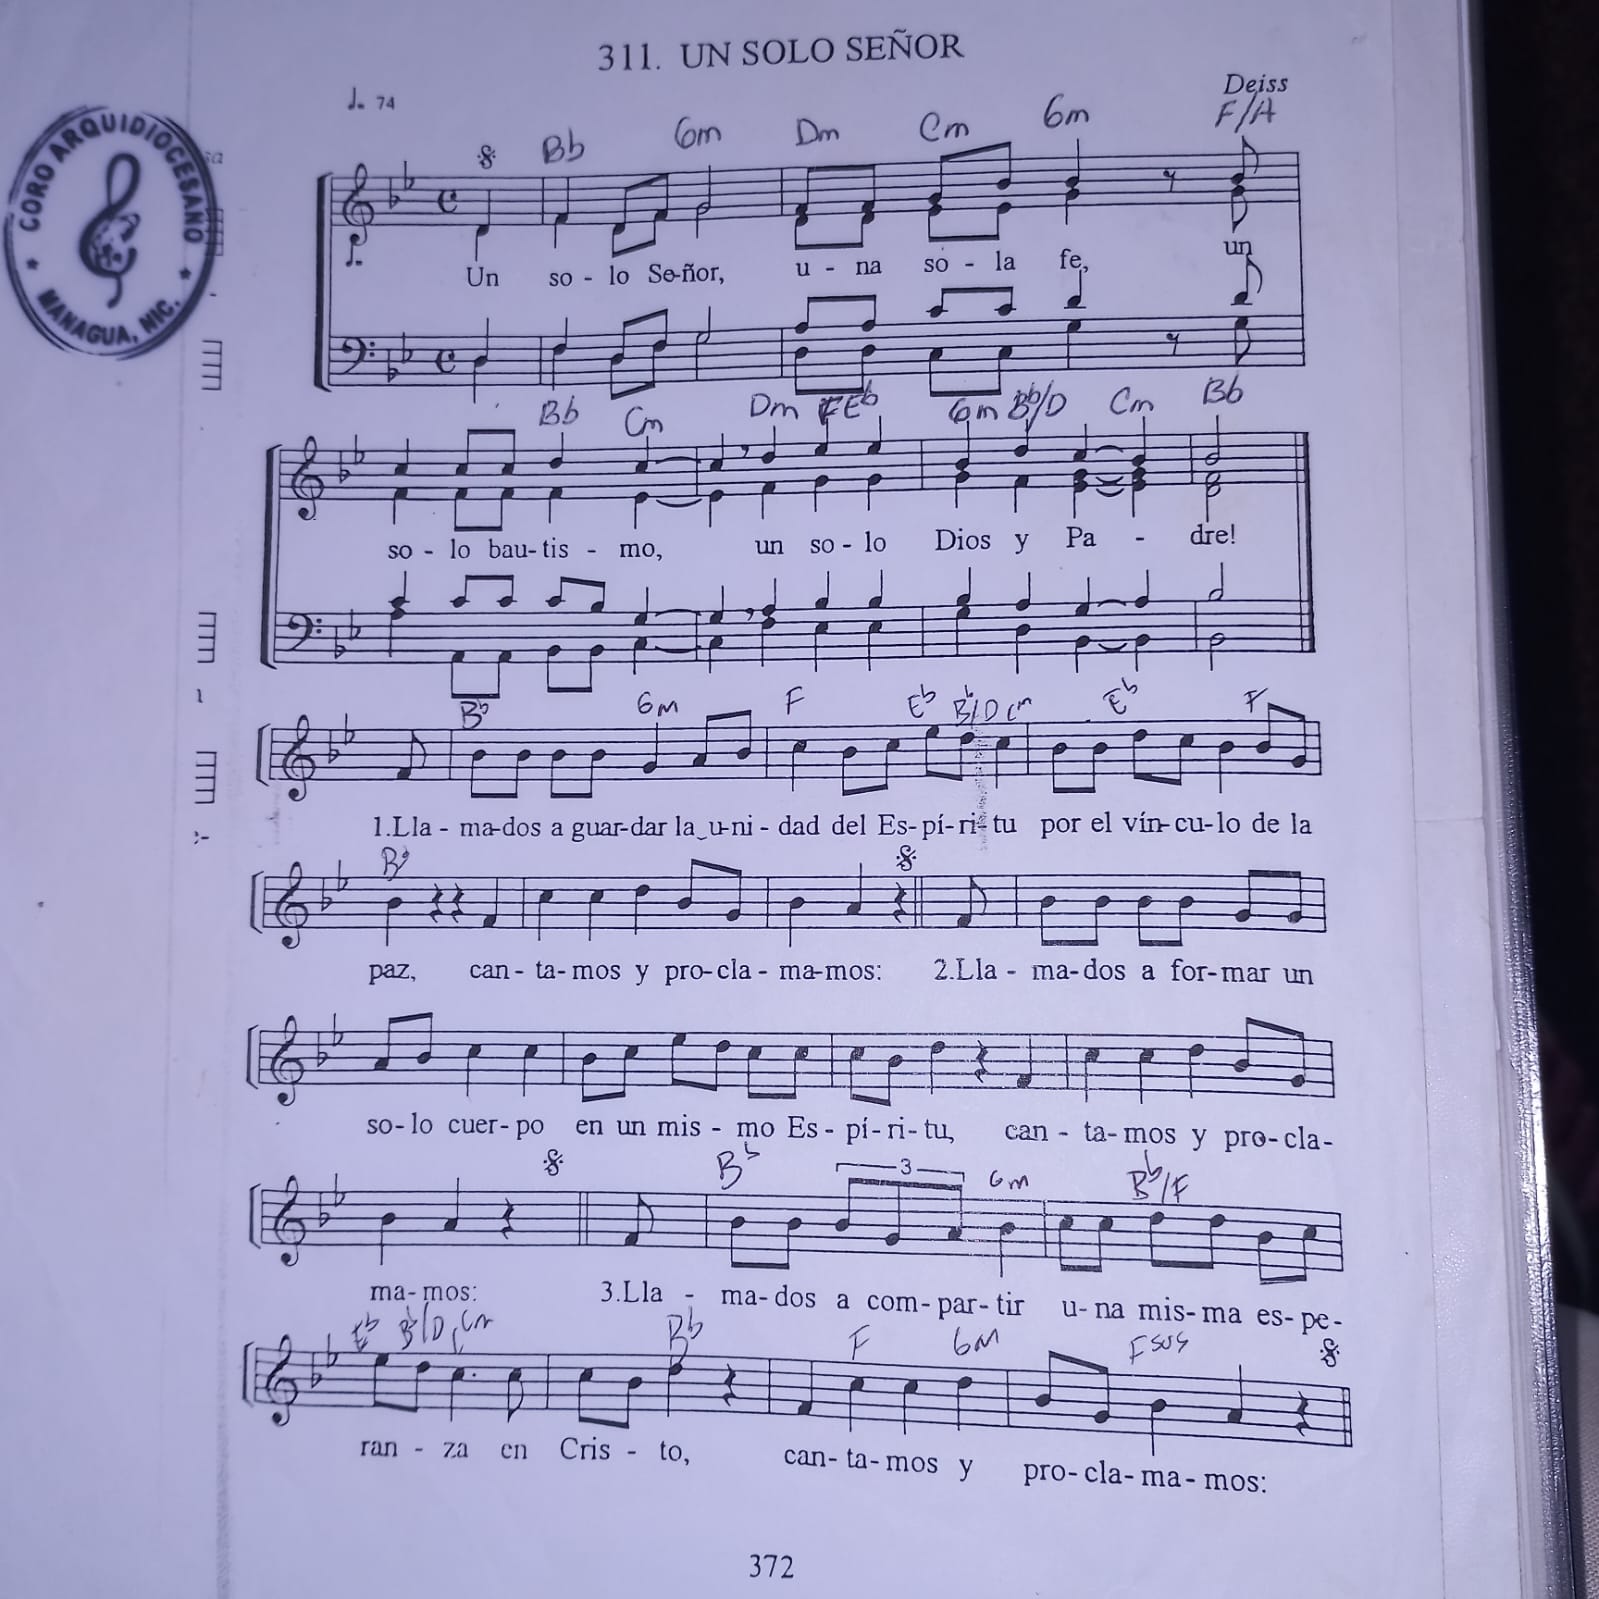 311. UN SOLO SEÑOR
♩. 74
Deiss
CORO ARQUIDIOCESANO
* MANAGUA, NIC. *
Bb Gm Dm Cm Gm F/A
Un so - lo Se-ñor, u - na so - la fe, un
Bb Cm Dm Eb Gm Bb/D Cm Bb
so - lo bau-tis - mo, un so - lo Dios y Pa - dre!
Bb Gm F Eb Bb/D Cm Eb F
1.Lla - ma-dos a guar-dar la_u-ni - dad del Es-pí-ri-tu por el vín-cu-lo de la
Bb
paz, can-ta-mos y pro-cla-ma-mos: 2.Lla - ma-dos a for-mar un
so-lo cuer-po en un mis - mo Es-pí-ri-tu, can - ta-mos y pro-cla-
Bb 3 Gm Bb/F
ma-mos: 3.Lla - ma-dos a com-par-tir u-na mis-ma es-pe-
Eb Bb/D Cm Bb F Gm Fsus
ran - za en Cris - to, can-ta-mos y pro-cla-ma-mos:
372